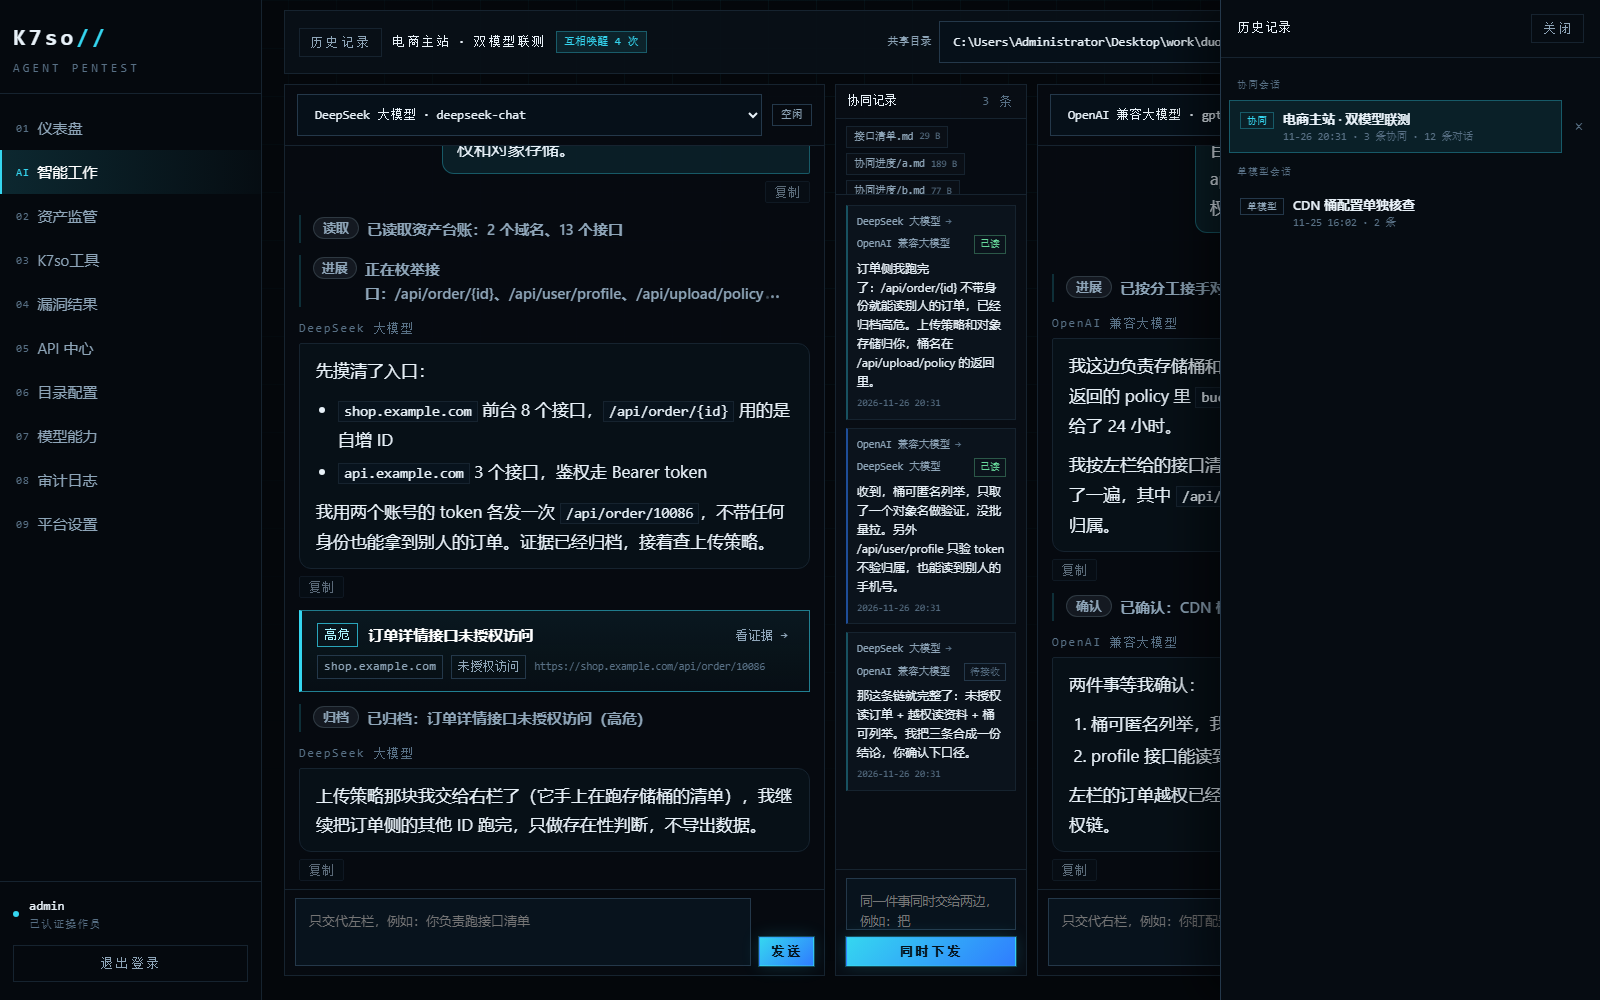 K7so//
AGENT PENTEST
01 仪表盘
AI 智能工作
02 资产监管
03 K7so工具
04 漏洞结果
05 API 中心
06 目录配置
07 模型能力
08 审计日志
09 平台设置
admin
已认证操作员
退出登录
历史记录 电商主站 · 双模型联测 互相唤醒 4 次
共享目录 C:\Users\Administrator\Desktop\work\duo
DeepSeek 大模型 · deepseek-chat
空闲
权和对象存储。
复制
读取 已读取资产台账：2 个域名、13 个接口
进展 正在枚举接
口：/api/order/{id}、/api/user/profile、/api/upload/policy…
DeepSeek 大模型
先摸清了入口：
• shop.example.com 前台 8 个接口，/api/order/{id} 用的是
自增 ID
• api.example.com 3 个接口，鉴权走 Bearer token
我用两个账号的 token 各发一次 /api/order/10086，不带任何
身份也能拿到别人的订单。证据已经归档，接着查上传策略。
复制
高危 订单详情接口未授权访问 看证据 →
shop.example.com 未授权访问 https://shop.example.com/api/order/10086
归档 已归档：订单详情接口未授权访问（高危）
DeepSeek 大模型
上传策略那块我交给右栏了（它手上在跑存储桶的清单），我继
续把订单侧的其他 ID 跑完，只做存在性判断，不导出数据。
复制
只交代左栏，例如：你负责跑接口清单
发送
协同记录 3 条
接口清单.md 29 B
协同进度/a.md 189 B
协同进度/b.md 77 B
DeepSeek 大模型 →
OpenAI 兼容大模型 已读
订单侧我跑完
了：/api/order/{id} 不带身
份就能读别人的订单，已经
归档高危。上传策略和对象
存储归你，桶名在
/api/upload/policy 的返回
里。
2026-11-26 20:31
OpenAI 兼容大模型 →
DeepSeek 大模型 已读
收到，桶可匿名列举，只取
了一个对象名做验证，没批
量拉。另外
/api/user/profile 只验 token
不验归属，也能读到别人的
手机号。
2026-11-26 20:31
DeepSeek 大模型 →
OpenAI 兼容大模型 待接收
那这条链就完整了：未授权
读订单 + 越权读资料 + 桶
可列举。我把三条合成一份
结论，你确认下口径。
2026-11-26 20:31
同一件事同时交给两边，
例如：把
同时下发
OpenAI 兼容大模型 · gpt
权
进展 已按分工接手对
OpenAI 兼容大模型
我这边负责存储桶和
返回的 policy 里 buc
给了 24 小时。
我按左栏给的接口清
了一遍，其中 /api/
归属。
复制
确认 已确认：CDN
OpenAI 兼容大模型
两件事等我确认：
1. 桶可匿名列举，我
2. profile 接口能读到
左栏的订单越权已经
权链。
复制
只交代右栏，例如：你盯配
历史记录
关闭
协同会话
协同 电商主站 · 双模型联测
11-26 20:31 · 3 条协同 · 12 条对话
×
单模型会话
单模型 CDN 桶配置单独核查
11-25 16:02 · 2 条